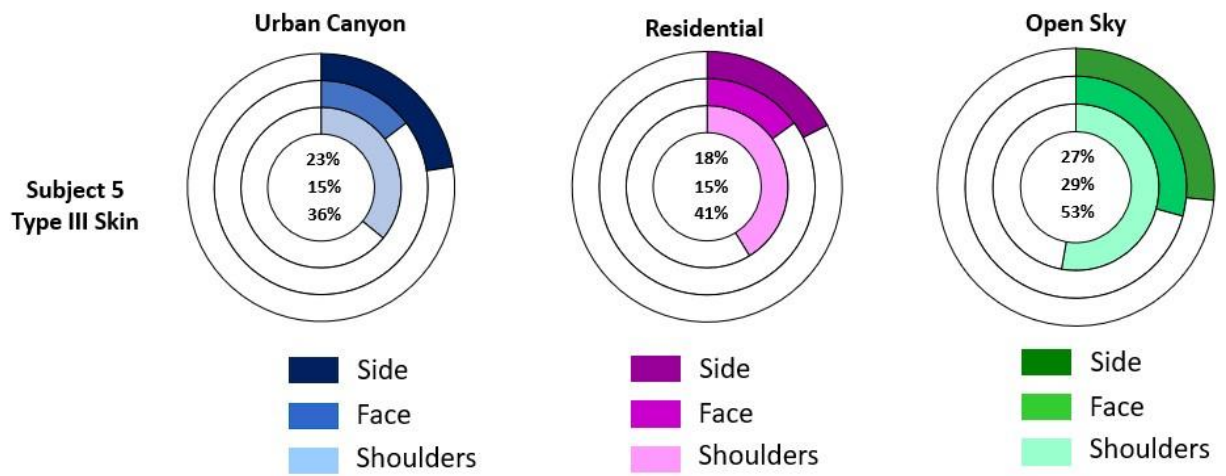 Urban Canyon
Residential
Open Sky
Subject 5
Type III Skin
23%
15%
36%
18%
15%
41%
27%
29%
53%
Side
Face
Shoulders
Side
Face
Shoulders
Side
Face
Shoulders